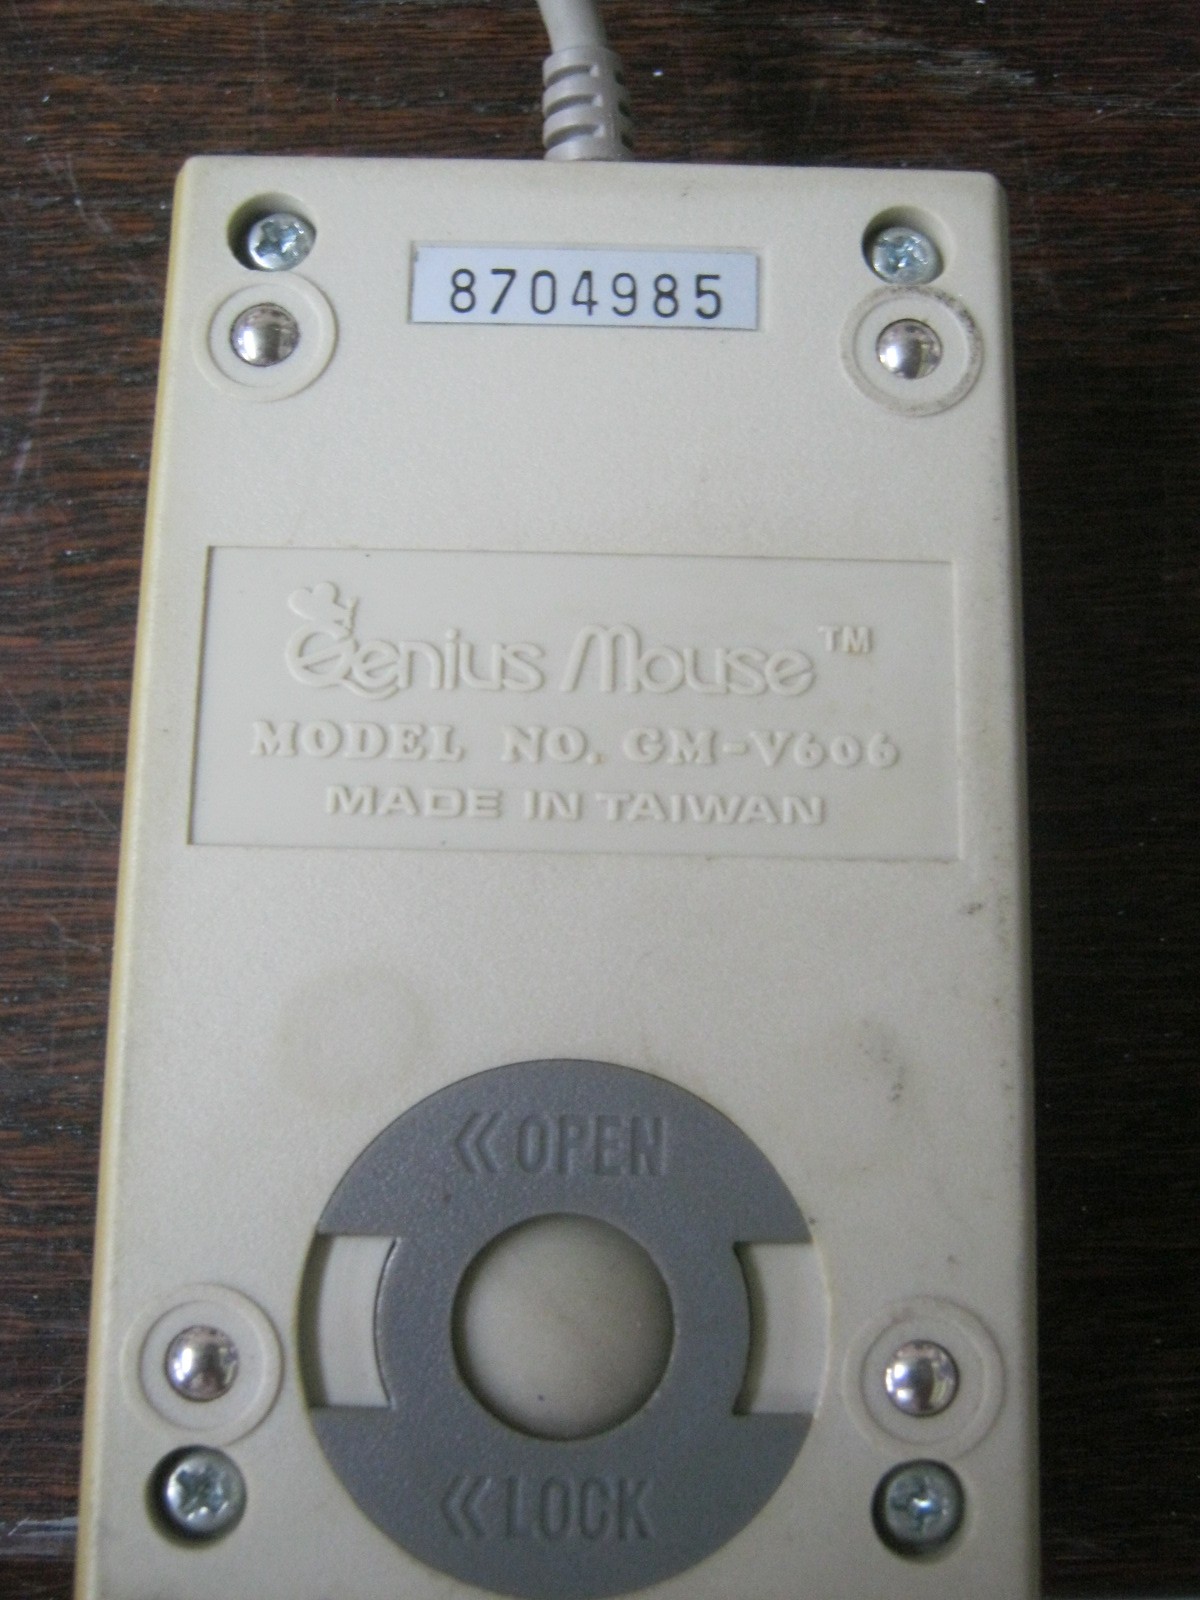 8704985
Genius Mouse™
MODEL NO. GM-V606
MADE IN TAIWAN
«OPEN
«LOCK